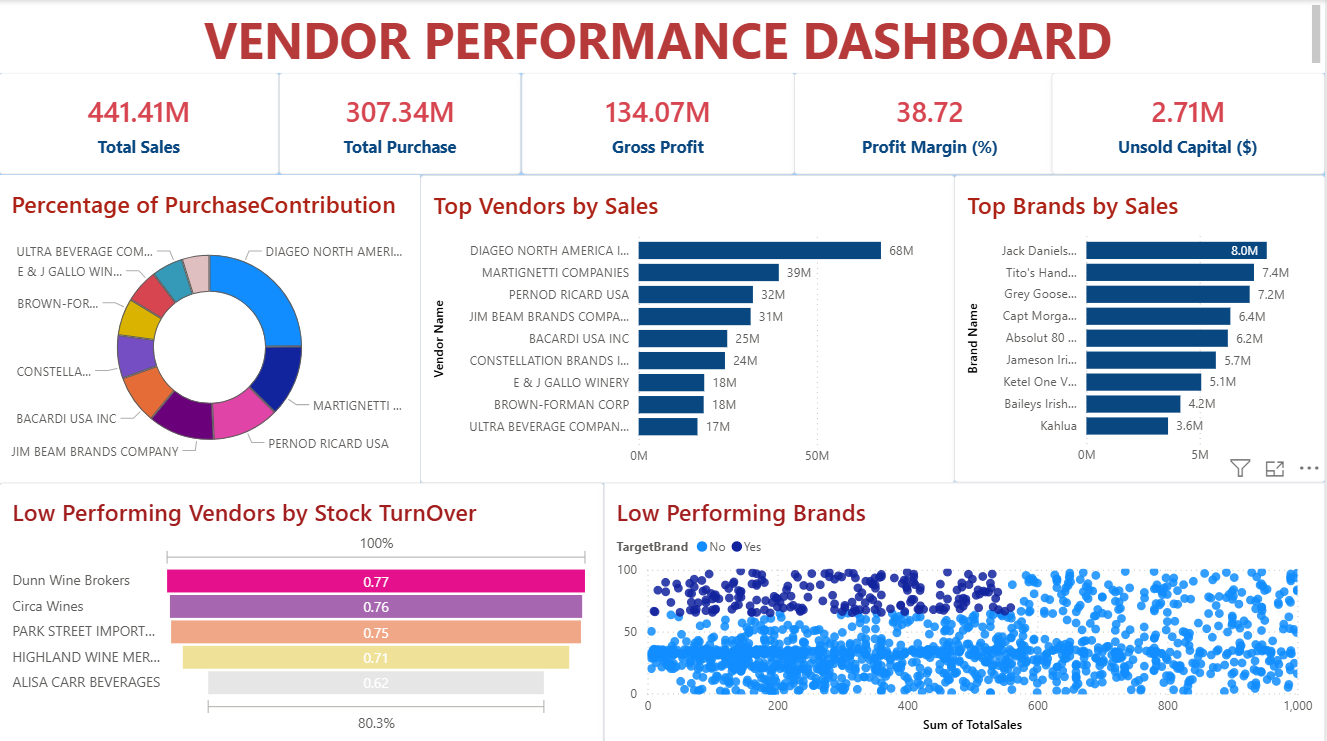 VENDOR PERFORMANCE DASHBOARD
441.41M
Total Sales
307.34M
Total Purchase
134.07M
Gross Profit
38.72
Profit Margin (%)
2.71M
Unsold Capital ($)
Percentage of PurchaseContribution
ULTRA BEVERAGE COM...
DIAGEO NORTH AMERI...
E & J GALLO WIN...
BROWN-FOR...
CONSTELLA...
MARTIGNETTI ...
BACARDI USA INC
PERNOD RICARD USA
JIM BEAM BRANDS COMPANY
Top Vendors by Sales
Vendor Name
DIAGEO NORTH AMERICA I... 68M
MARTIGNETTI COMPANIES 39M
PERNOD RICARD USA 32M
JIM BEAM BRANDS COMPA... 31M
BACARDI USA INC 25M
CONSTELLATION BRANDS I... 24M
E & J GALLO WINERY 18M
BROWN-FORMAN CORP 18M
ULTRA BEVERAGE COMPAN... 17M
0M 50M
Top Brands by Sales
Brand Name
Jack Daniels... 8.0M
Tito's Hand... 7.4M
Grey Goose... 7.2M
Capt Morga... 6.4M
Absolut 80 ... 6.2M
Jameson Iri... 5.7M
Ketel One V... 5.1M
Baileys Irish... 4.2M
Kahlua 3.6M
0M 5M
Low Performing Vendors by Stock TurnOver
100%
Dunn Wine Brokers 0.77
Circa Wines 0.76
PARK STREET IMPORT... 0.75
HIGHLAND WINE MER... 0.71
ALISA CARR BEVERAGES 0.62
80.3%
Low Performing Brands
TargetBrand No Yes
100
50
0
0 200 400 600 800 1,000
Sum of TotalSales